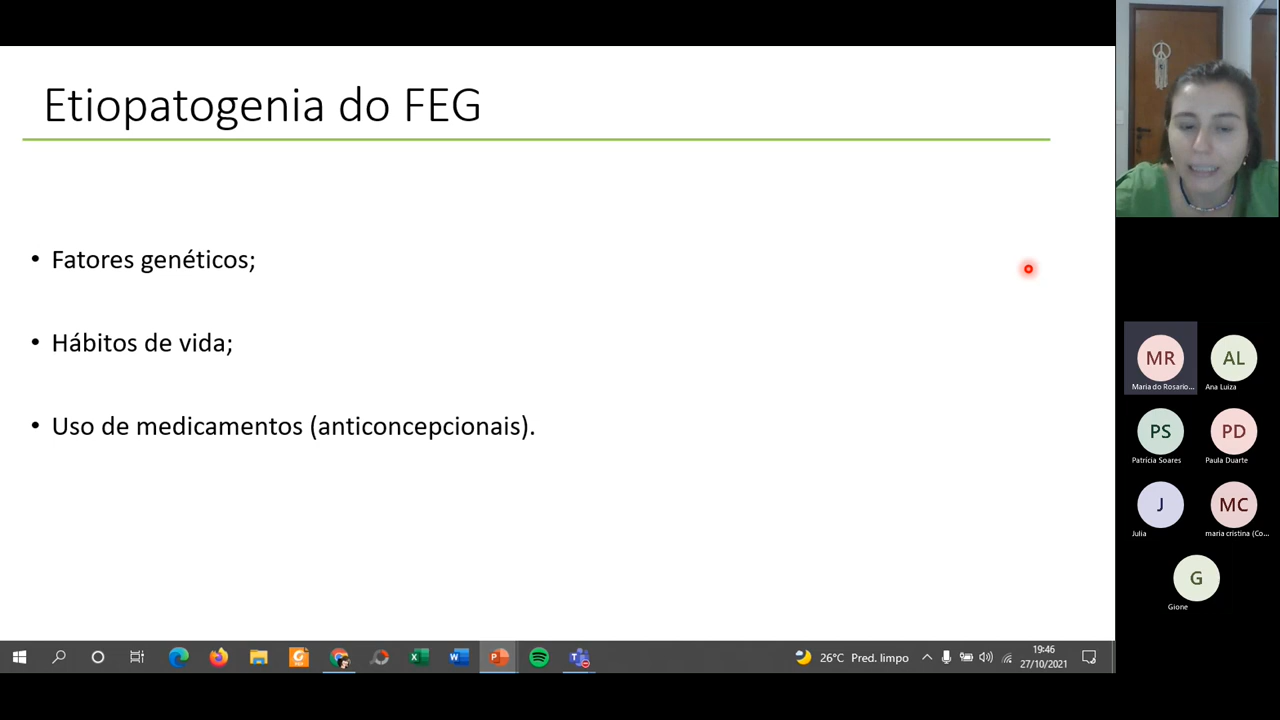 Etiopatogenia do FEG
• Fatores genéticos;
• Hábitos de vida;
• Uso de medicamentos (anticoncepcionais).
MR
Maria do Rosario...
AL
Ana Luiza
PS
Patrícia Soares
PD
Paula Duarte
J
Julia
MC
maria cristina (Co...
G
Gione
26°C Pred. limpo
19:46
27/10/2021